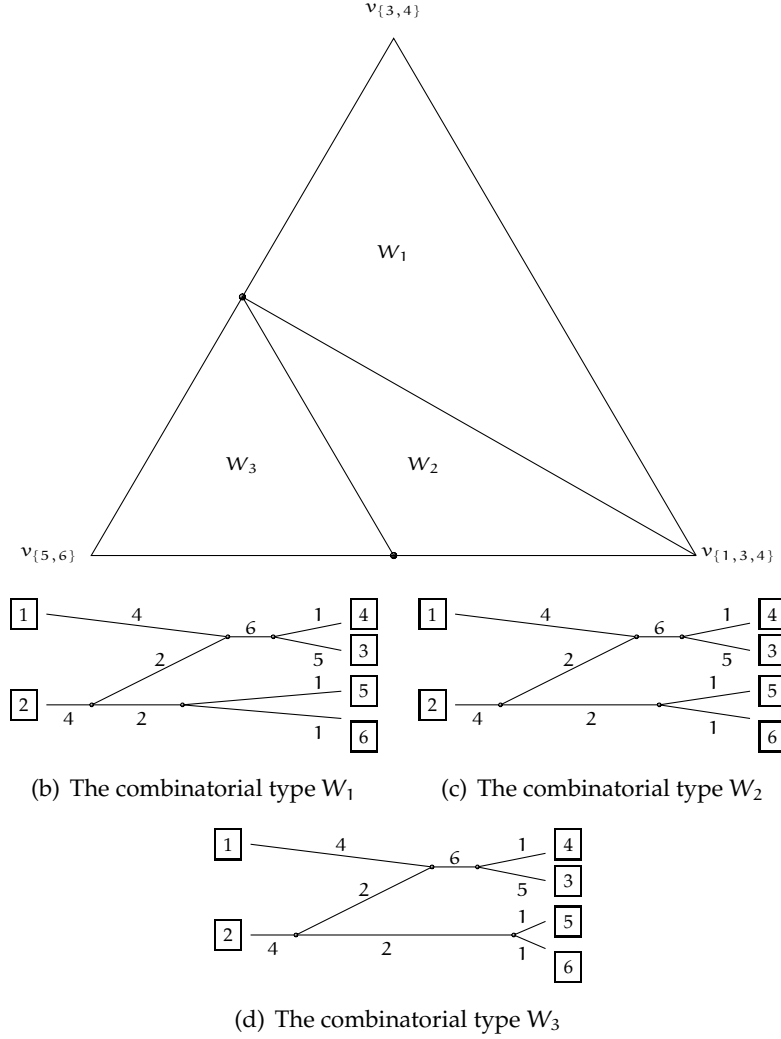 v{3,4}
W1
W3
W2
v{5,6}
v{1,3,4}
1 4 6 1 4
2 5 3
2 4 2 1 5
1 6
1 4 6 1 4
2 5 3
2 4 2 1 5
1 6
(b) The combinatorial type W1
(c) The combinatorial type W2
1 4 6 1 4
2 5 3
2 4 2 1 5
1 6
(d) The combinatorial type W3